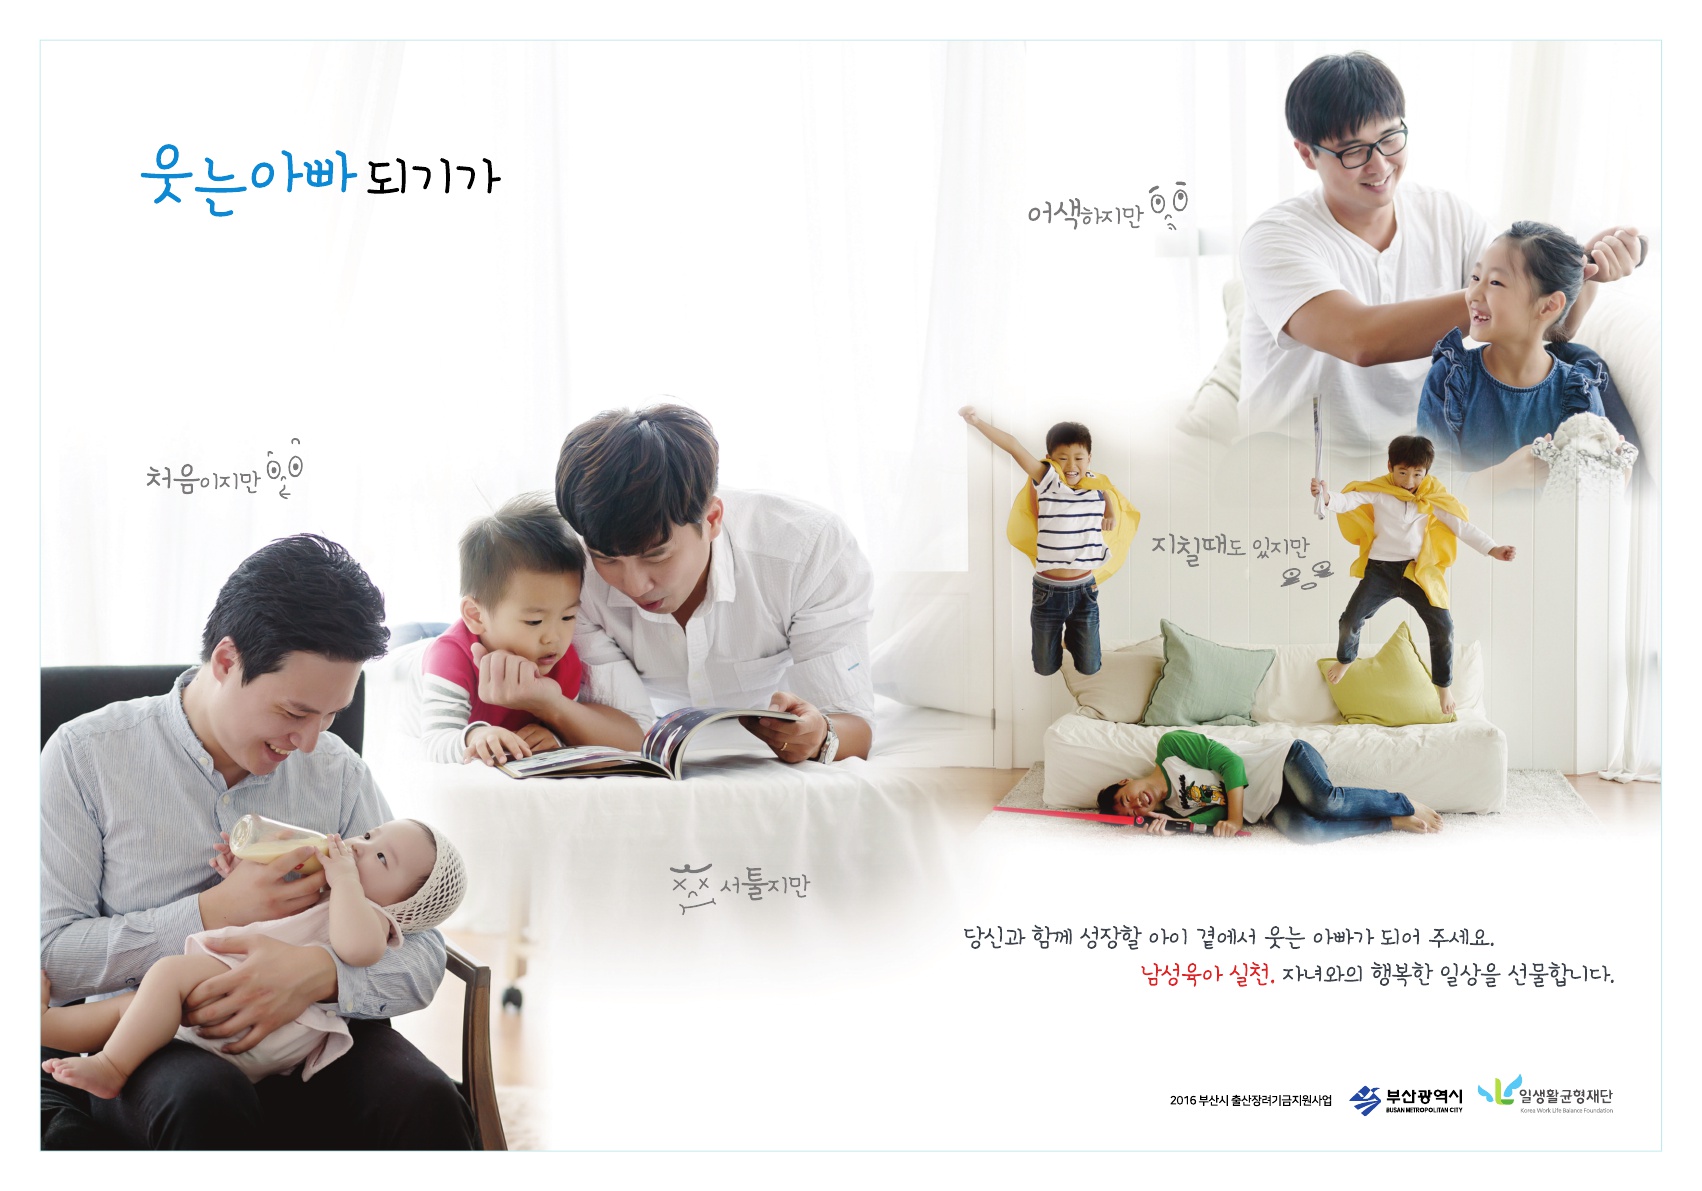 웃는아빠 되기가
처음이지만
서툴지만
어색하지만
지칠때도 있지만
당신과 함께 성장할 아이 곁에서 웃는 아빠가 되어 주세요.
남성육아 실천. 자녀와의 행복한 일상을 선물합니다.
2016 부산시 출산장려기금지원사업
부산광역시
BUSAN METROPOLITAN CITY
일생활균형재단
Korea Work Life Balance Foundation